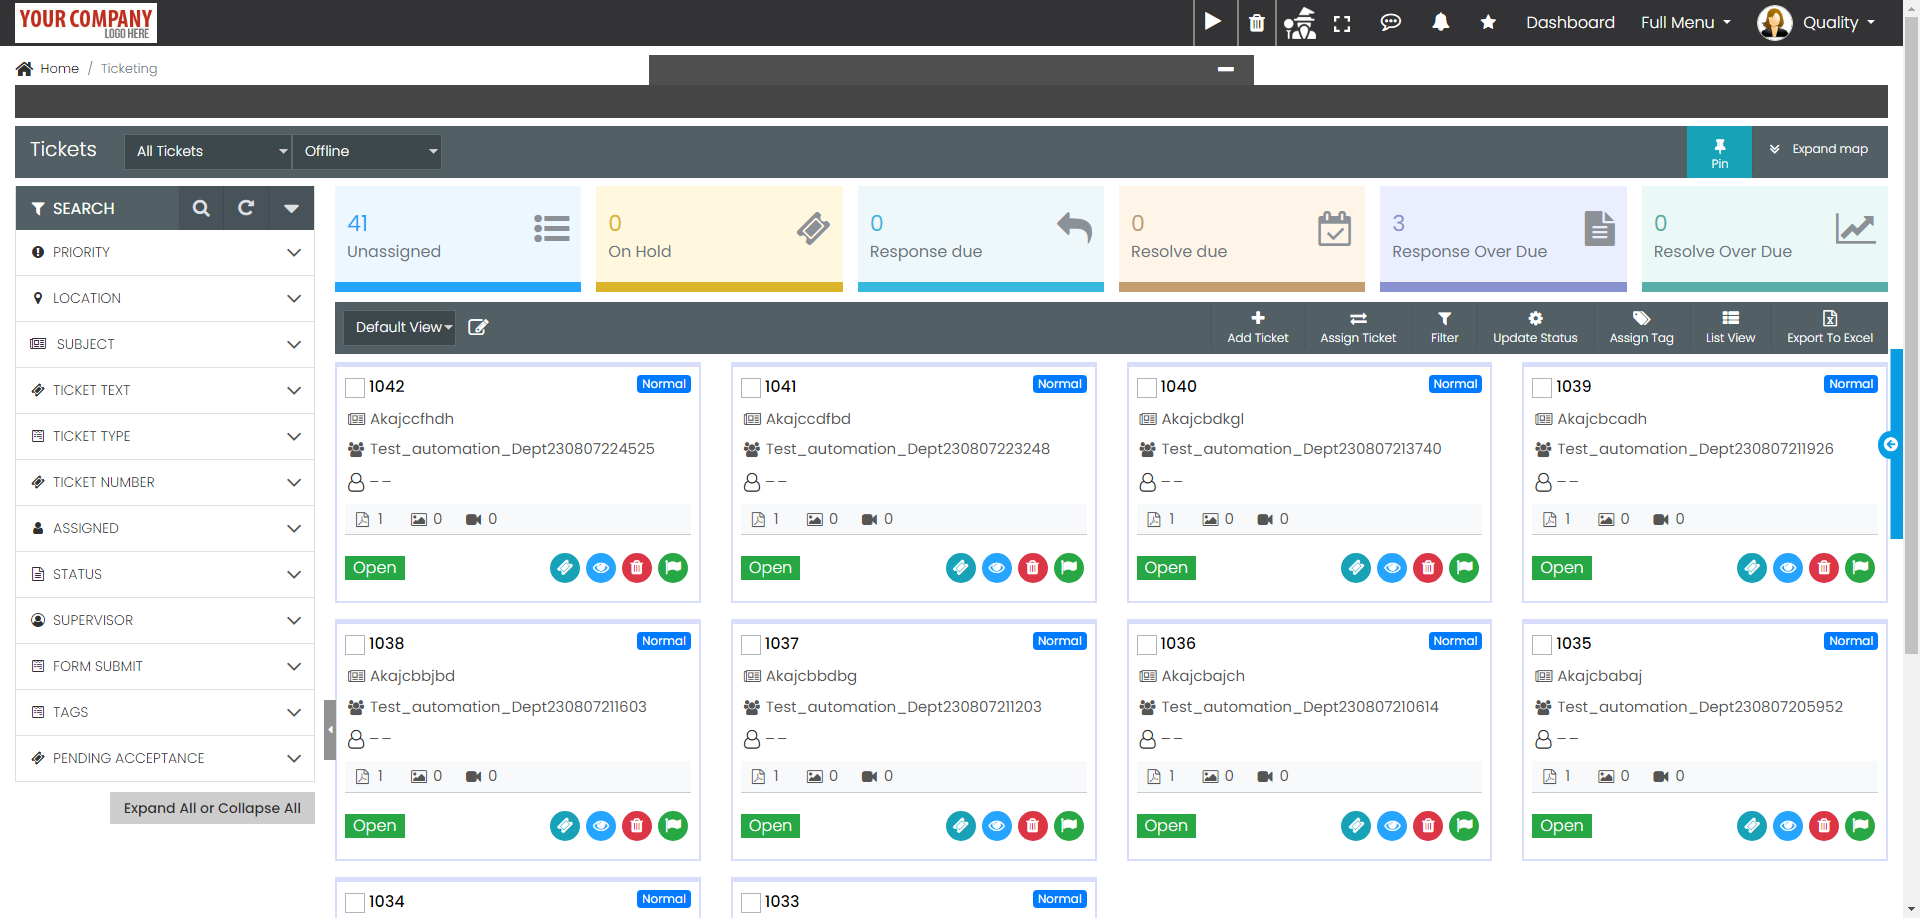 YOUR COMPANY
LOGO HERE
Dashboard
Full Menu
Quality
Home / Ticketing
Tickets
All Tickets
Offline
Pin
Expand map
SEARCH
PRIORITY
LOCATION
SUBJECT
TICKET TEXT
TICKET TYPE
TICKET NUMBER
ASSIGNED
STATUS
SUPERVISOR
FORM SUBMIT
TAGS
PENDING ACCEPTANCE
Expand All or Collapse All
41
Unassigned
0
On Hold
0
Response due
0
Resolve due
3
Response Over Due
0
Resolve Over Due
Default View
Add Ticket
Assign Ticket
Filter
Update Status
Assign Tag
List View
Export To Excel
1042
Normal
Akajccfhdh
Test_automation_Dept230807224525
--
1 0 0
Open
1041
Normal
Akajccdfbd
Test_automation_Dept230807223248
--
1 0 0
Open
1040
Normal
Akajcbdkgl
Test_automation_Dept230807213740
--
1 0 0
Open
1039
Normal
Akajcbcadh
Test_automation_Dept230807211926
--
1 0 0
Open
1038
Normal
Akajcbbjbd
Test_automation_Dept230807211603
--
1 0 0
Open
1037
Normal
Akajcbbdbg
Test_automation_Dept230807211203
--
1 0 0
Open
1036
Normal
Akajcbajch
Test_automation_Dept230807210614
--
1 0 0
Open
1035
Normal
Akajcbabaj
Test_automation_Dept230807205952
--
1 0 0
Open
1034
Normal
1033
Normal